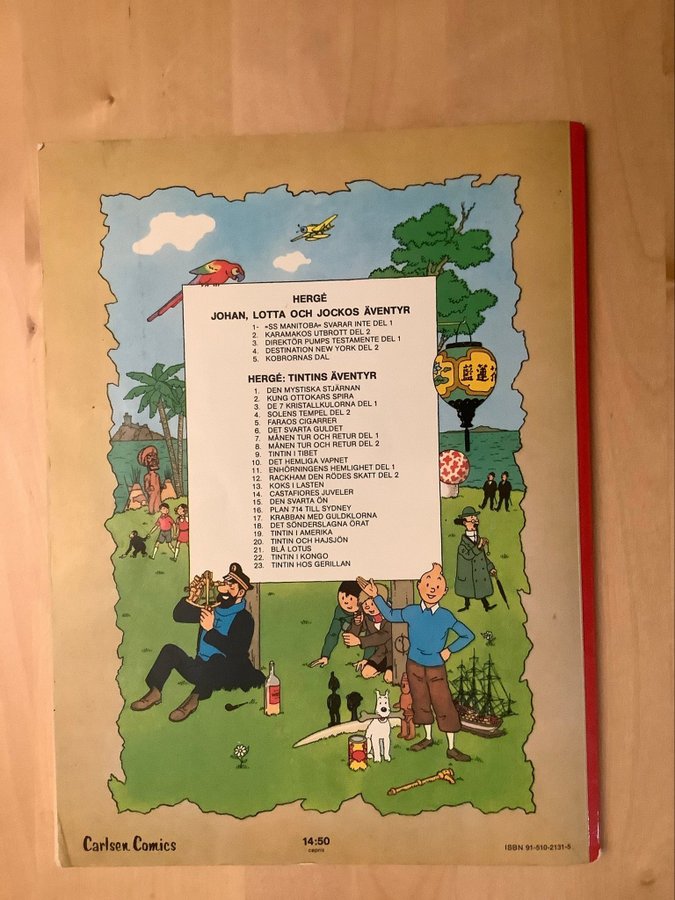 HERGÉ
JOHAN, LOTTA OCH JOCKOS ÄVENTYR
1- «SS MANITOBA» SVARAR INTE DEL 1
2. KARAMAKOS UTBROTT DEL 2
3. DIREKTÖR PUMPS TESTAMENTE DEL 1
4. DESTINATION NEW YORK DEL 2
5. KOBRORNAS DAL
HERGÉ: TINTINS ÄVENTYR
1. DEN MYSTISKA STJÄRNAN
2. KUNG OTTOKARS SPIRA
3. DE 7 KRISTALLKULORNA DEL 1
4. SOLENS TEMPEL DEL 2
5. FARAOS CIGARRER
6. DET SVARTA GULDET
7. MÅNEN TUR OCH RETUR DEL 1
8. MÅNEN TUR OCH RETUR DEL 2
9. TINTIN I TIBET
10. DET HEMLIGA VAPNET
11. ENHÖRNINGENS HEMLIGHET DEL 1
12. RACKHAM DEN RÖDES SKATT DEL 2
13. KOKS I LASTEN
14. CASTAFIORES JUVELER
15. DEN SVARTA ÖN
16. PLAN 714 TILL SYDNEY
17. KRABBAN MED GULDKLORNA
18. DET SÖNDERSLAGNA ÖRAT
19. TINTIN I AMERIKA
20. TINTIN OCH HAJSJÖN
21. BLÅ LOTUS
22. TINTIN I KONGO
23. TINTIN HOS GERILLAN
藍蓮花
Carlsen Comics
14:50
capris
ISBN 91-510-2131-5